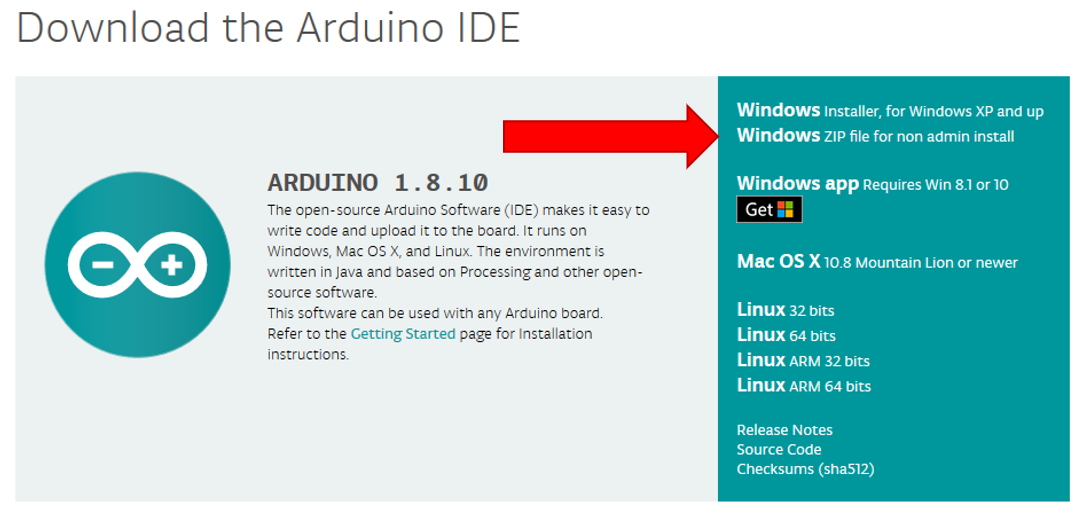 Download the Arduino IDE
ARDUINO 1.8.10
The open-source Arduino Software (IDE) makes it easy to
write code and upload it to the board. It runs on
Windows, Mac OS X, and Linux. The environment is
written in Java and based on Processing and other open-
source software.
This software can be used with any Arduino board.
Refer to the Getting Started page for Installation
instructions.
Windows Installer, for Windows XP and up
Windows ZIP file for non admin install
Windows app Requires Win 8.1 or 10
Get
Mac OS X 10.8 Mountain Lion or newer
Linux 32 bits
Linux 64 bits
Linux ARM 32 bits
Linux ARM 64 bits
Release Notes
Source Code
Checksums (sha512)